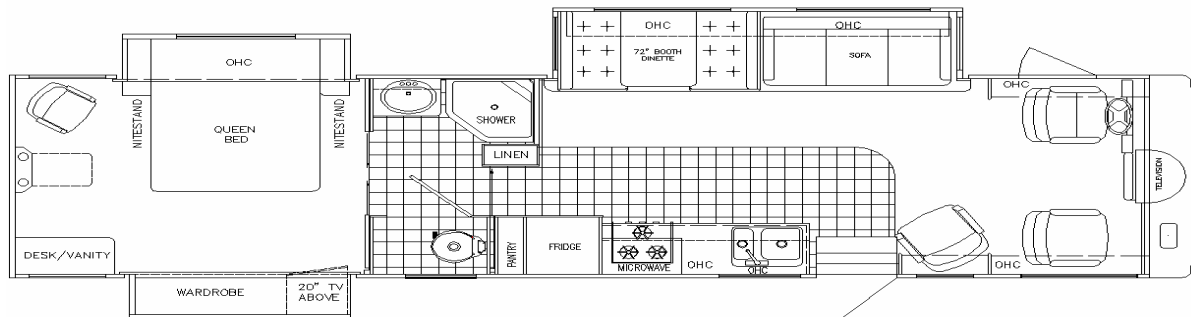 OHC
OHC
OHC
72" BOOTH
DINETTE
SOFA
OHC
NITESTAND
QUEEN
BED
NITESTAND
SHOWER
LINEN
TELEVISION
DESK/VANITY
PANTRY
FRIDGE
MICROWAVE
OHC
OHC
OHC
WARDROBE
20" TV
ABOVE